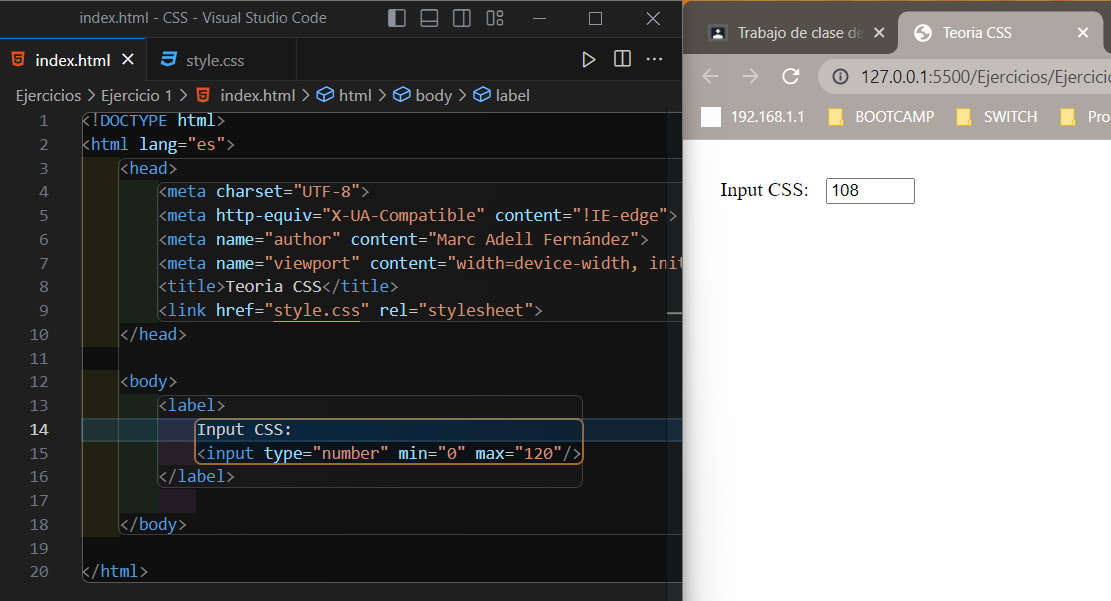 index.html - CSS - Visual Studio Code
index.html
style.css
Ejercicios > Ejercicio 1 > index.html > html > body > label
1 <!DOCTYPE html>
2 <html lang="es">
3 <head>
4 <meta charset="UTF-8">
5 <meta http-equiv="X-UA-Compatible" content="!IE-edge">
6 <meta name="author" content="Marc Adell Fernández">
7 <meta name="viewport" content="width=device-width, init
8 <title>Teoria CSS</title>
9 <link href="style.css" rel="stylesheet">
10 </head>
11
12 <body>
13 <label>
14 Input CSS:
15 <input type="number" min="0" max="120"/>
16 </label>
17
18 </body>
19
20 </html>
Trabajo de clase de
Teoria CSS
127.0.0.1:5500/Ejercicios/Ejercicio
192.168.1.1 BOOTCAMP SWITCH Pro
Input CSS: 108